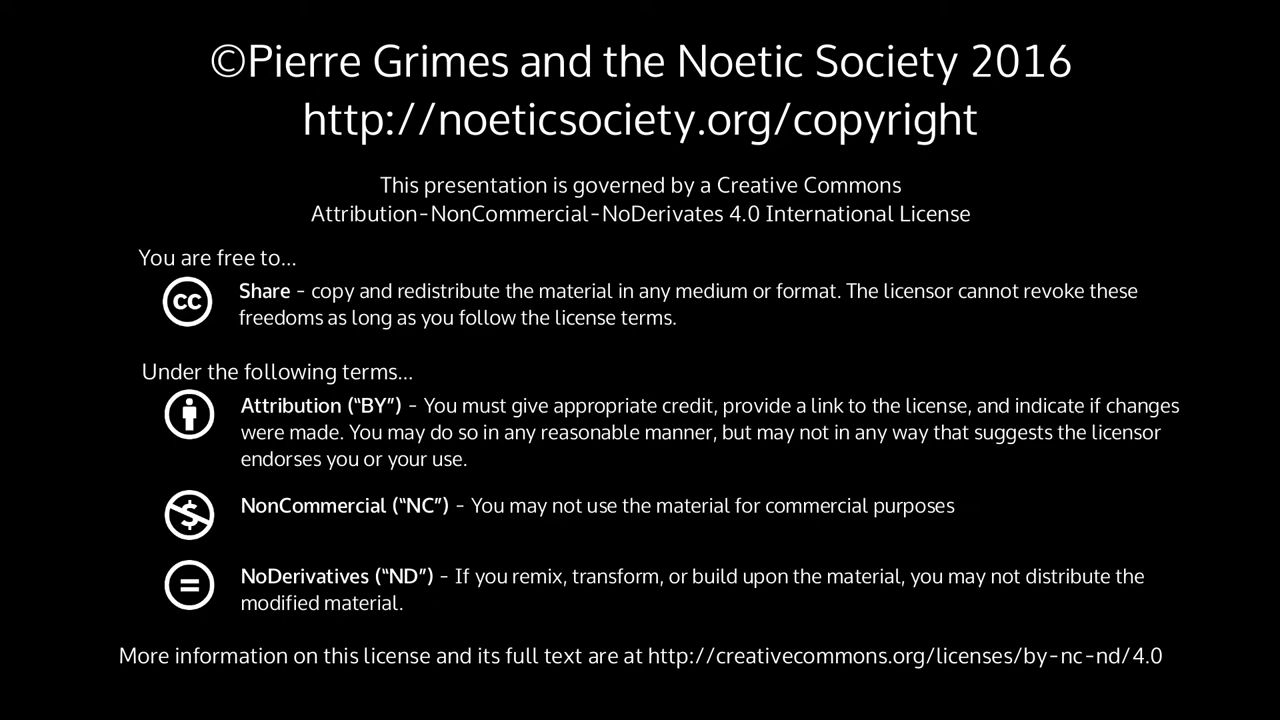 ©Pierre Grimes and the Noetic Society 2016
http://noeticsociety.org/copyright
This presentation is governed by a Creative Commons
Attribution-NonCommercial-NoDerivates 4.0 International License
You are free to...
cc
Share - copy and redistribute the material in any medium or format. The licensor cannot revoke these
freedoms as long as you follow the license terms.
Under the following terms...
Attribution (“BY”) - You must give appropriate credit, provide a link to the license, and indicate if changes
were made. You may do so in any reasonable manner, but may not in any way that suggests the licensor
endorses you or your use.
$
NonCommercial (“NC”) - You may not use the material for commercial purposes
=
NoDerivatives (“ND”) - If you remix, transform, or build upon the material, you may not distribute the
modified material.
More information on this license and its full text are at http://creativecommons.org/licenses/by-nc-nd/4.0